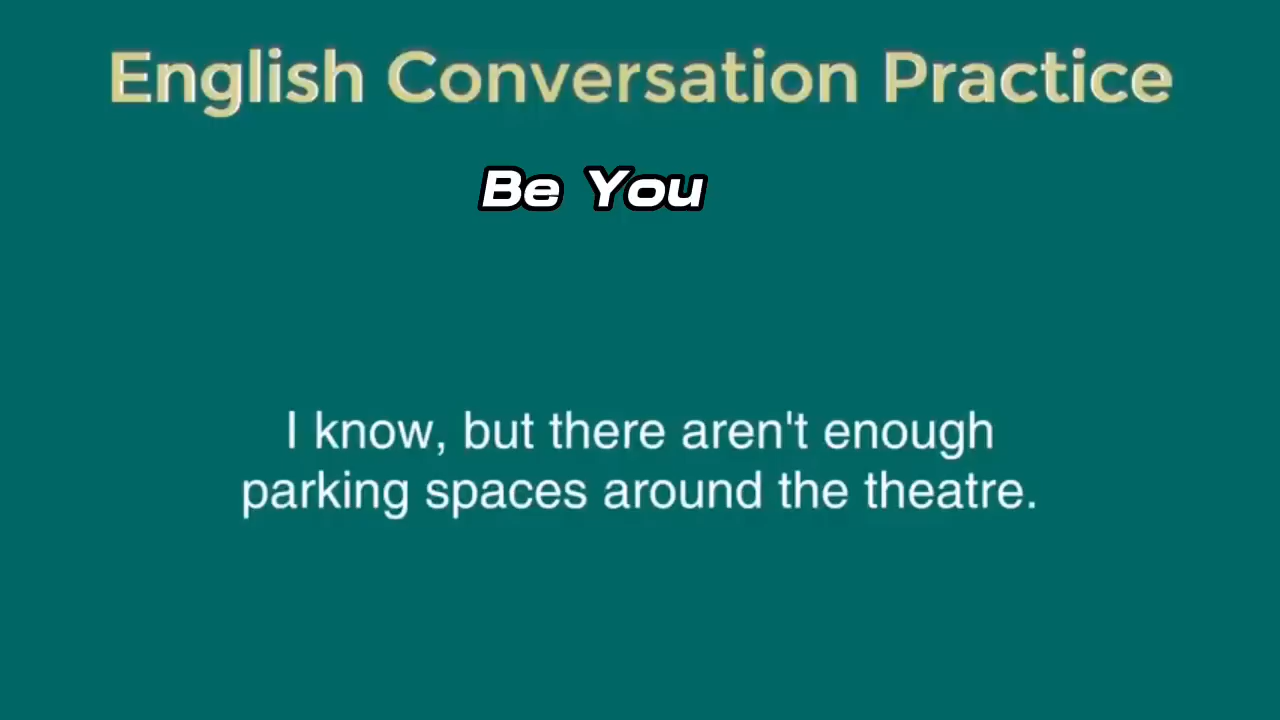 English Conversation Practice
Be You
I know, but there aren't enough
parking spaces around the theatre.